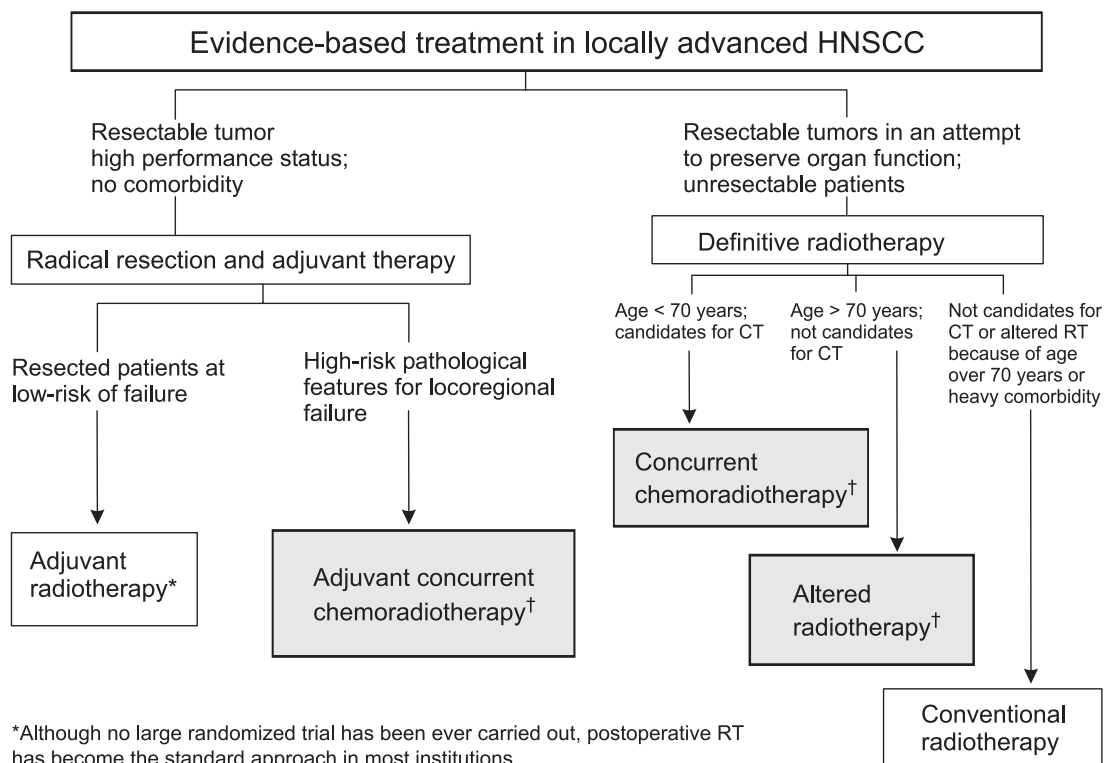 Evidence-based treatment in locally advanced HNSCC
Resectable tumor
high performance status;
no comorbidity
Resectable tumors in an attempt
to preserve organ function;
unresectable patients
Radical resection and adjuvant therapy
Definitive radiotherapy
Resected patients at
low-risk of failure
High-risk pathological
features for locoregional
failure
Age < 70 years;
candidates for CT
Age > 70 years;
not candidates
for CT
Not candidates for
CT or altered RT
because of age
over 70 years or
heavy comorbidity
Adjuvant
radiotherapy*
Adjuvant concurrent
chemoradiotherapy†
Concurrent
chemoradiotherapy†
Altered
radiotherapy†
Conventional
radiotherapy
*Although no large randomized trial has been ever carried out, postoperative RT
has become the standard approach in most institutions